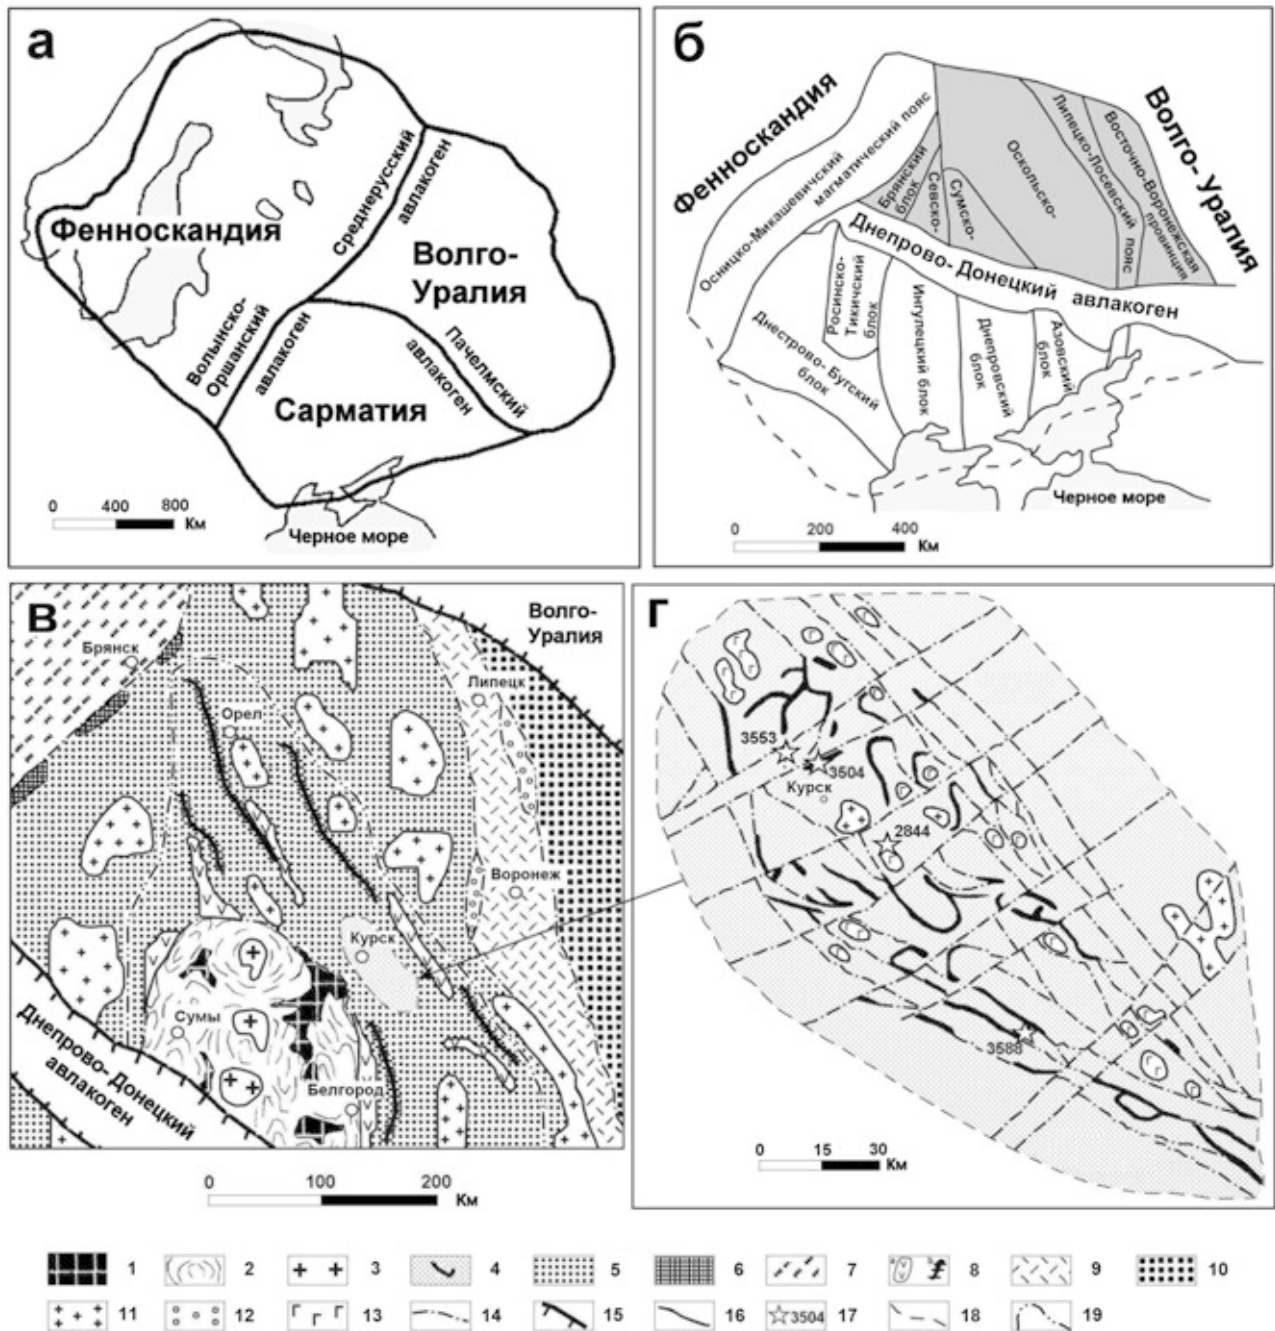 а
Фенноскандия
Среднерусский
авлакоген
Волго-
Уралия
Волынско-
Оршанский
авлакоген
Пачелмский
авлакоген
Сарматия
0 400 800 Км
Черное море
б
Фенноскандия
Волго- Уралия
Осницко-Микашевичский
магматический пояс
Брянский
блок
Севско-
Сумско-
Оскольско-
Липецко-Лосевский пояс
Восточно-Воронежская
провинция
Днепрово-Донецкий авлакоген
Росинско-
Тикичский
блок
Днестрово-Бугский
блок
Ингулецкий блок
Днепровский
блок
Азовский
блок
Черное море
0 200 400
Км
в
Волго-
Уралия
Брянск
Липецк
Орел
Воронеж
Курск
Сумы
Белгород
Днепрово-Донецкий
авлакоген
0 100 200
Км
г
3553
3504
Курск
2844
3588
0 15 30
Км
1 2 3 4 5 6 7 8 9 10
11 12 13 14 15 16 3504 17 18 19